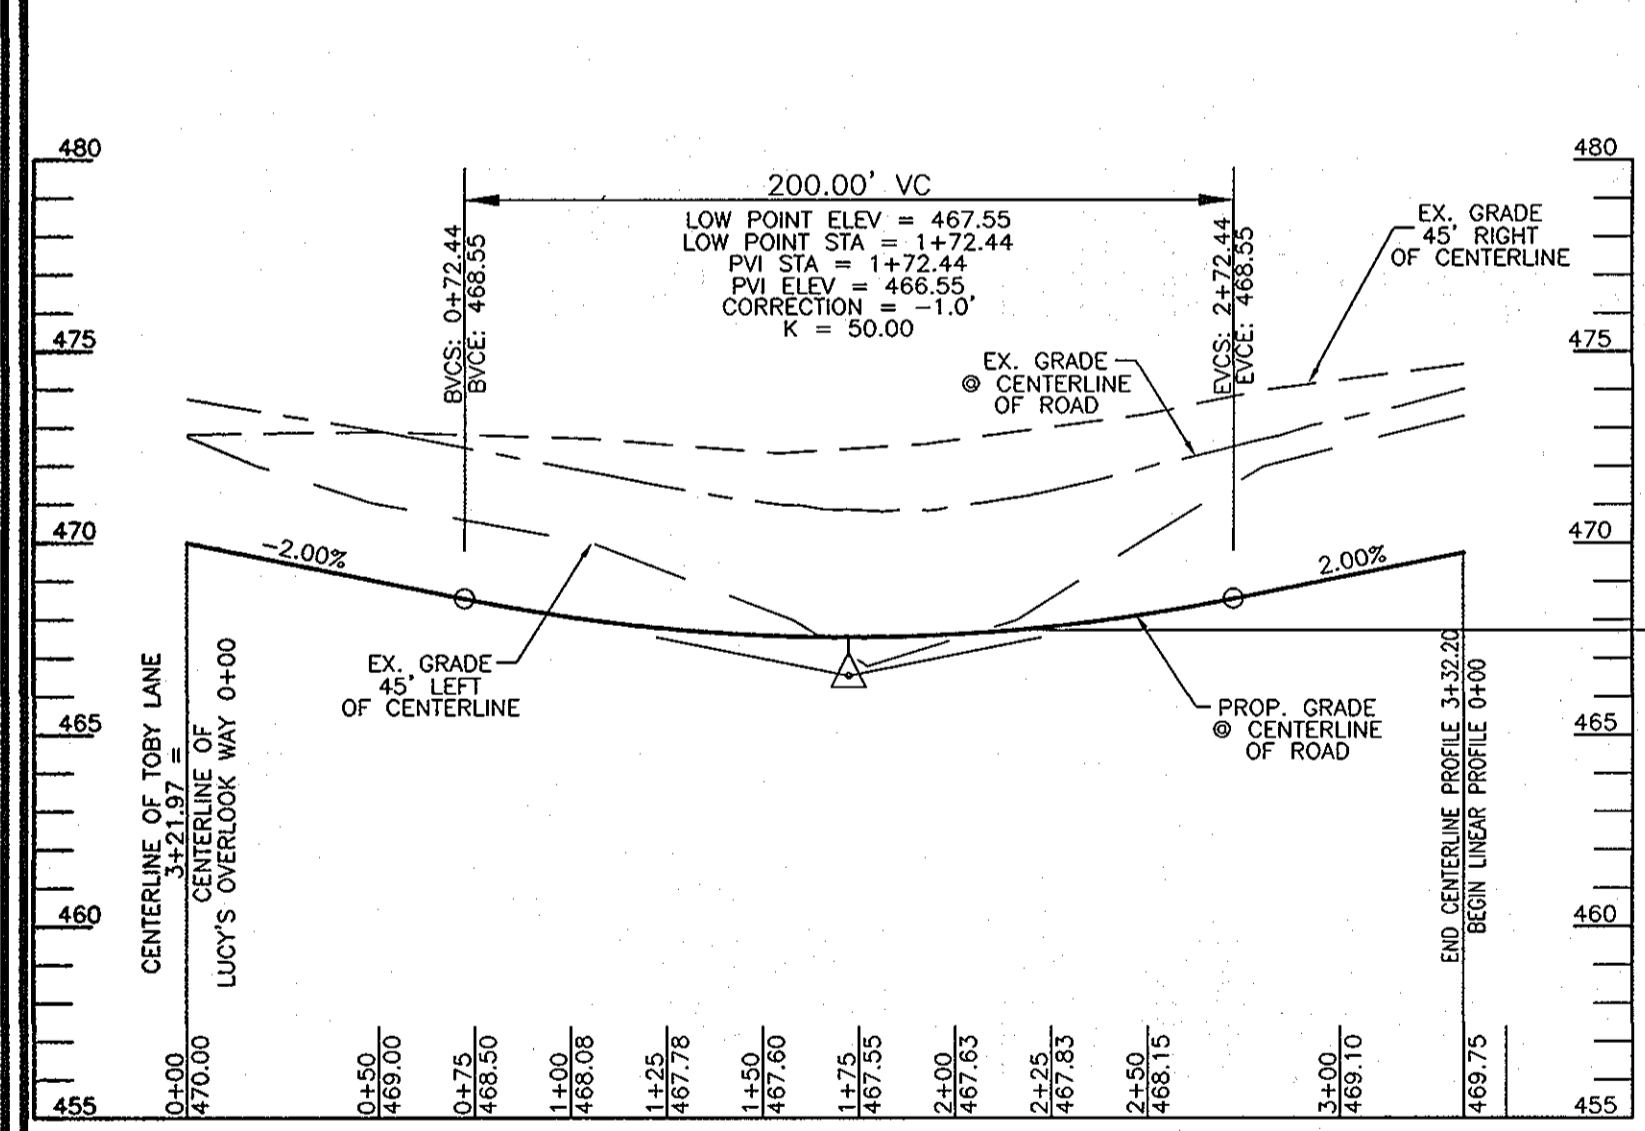 480
480
200.00' VC
LOW POINT ELEV = 467.55
LOW POINT STA = 1+72.44
PVI STA = 1+72.44
PVI ELEV = 466.55
CORRECTION = -1.0'
K = 50.00
BVCS: 0+72.44
BVCE: 468.55
EVCS: 2+72.44
EVCE: 468.55
EX. GRADE
45' RIGHT
OF CENTERLINE
475
475
EX. GRADE
@ CENTERLINE
OF ROAD
470
470
-2.00%
2.00%
EX. GRADE
45' LEFT
OF CENTERLINE
PROP. GRADE
@ CENTERLINE
OF ROAD
465
465
CENTERLINE OF TOBY LANE
3+21.97 =
CENTERLINE OF
LUCY'S OVERLOOK WAY 0+00
END CENTERLINE PROFILE 3+32.20
BEGIN LINEAR PROFILE 0+00
460
460
455
455
0+00
470.00
0+50
469.00
0+75
468.50
1+00
468.08
1+25
467.78
1+50
467.60
1+75
467.55
2+00
467.63
2+25
467.83
2+50
468.15
3+00
469.10
469.75